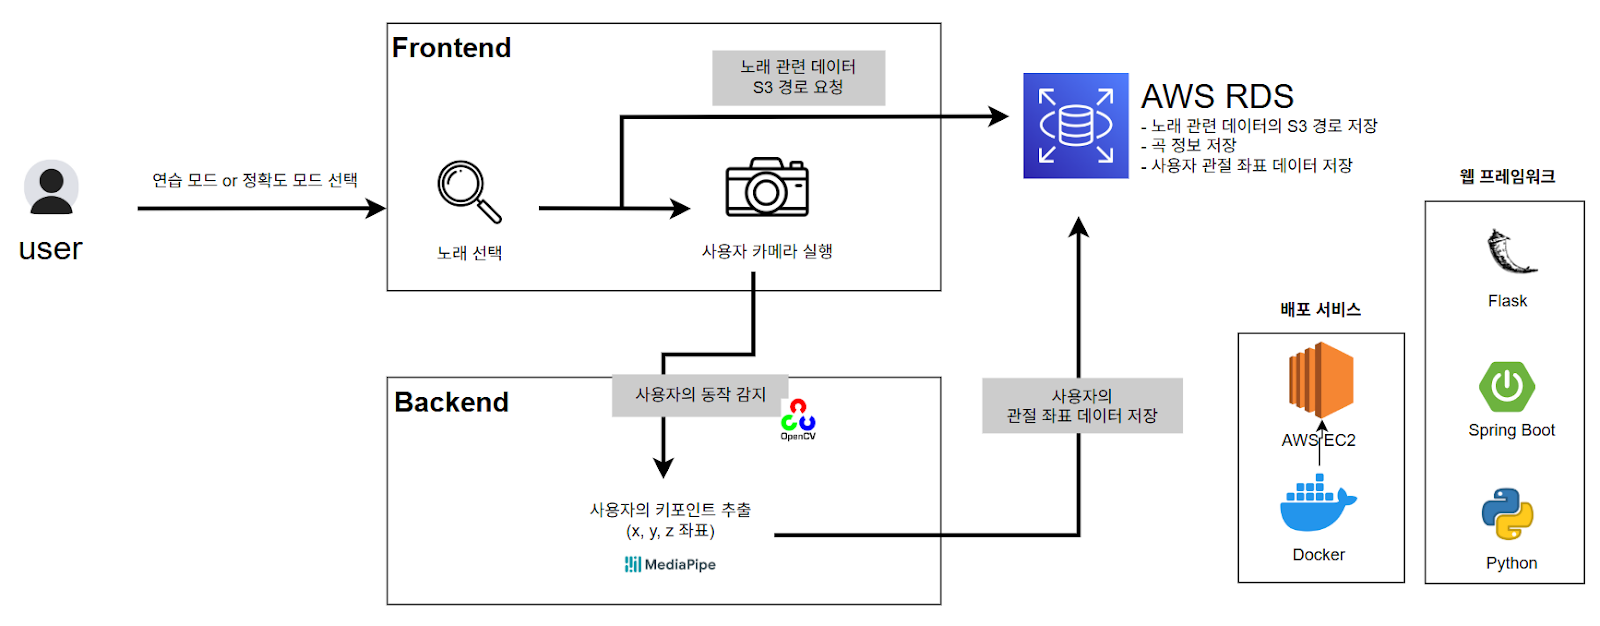 Frontend
노래 관련 데이터
S3 경로 요청
AWS RDS
- 노래 관련 데이터의 S3 경로 저장
- 곡 정보 저장
- 사용자 관절 좌표 데이터 저장
연습 모드 or 정확도 모드 선택
user
노래 선택
사용자 카메라 실행
웹 프레임워크
Flask
Spring Boot
Python
배포 서비스
AWS EC2
Docker
Backend
사용자의 동작 감지
OpenCV
사용자의
관절 좌표 데이터 저장
사용자의 키포인트 추출
(x, y, z 좌표)
MediaPipe